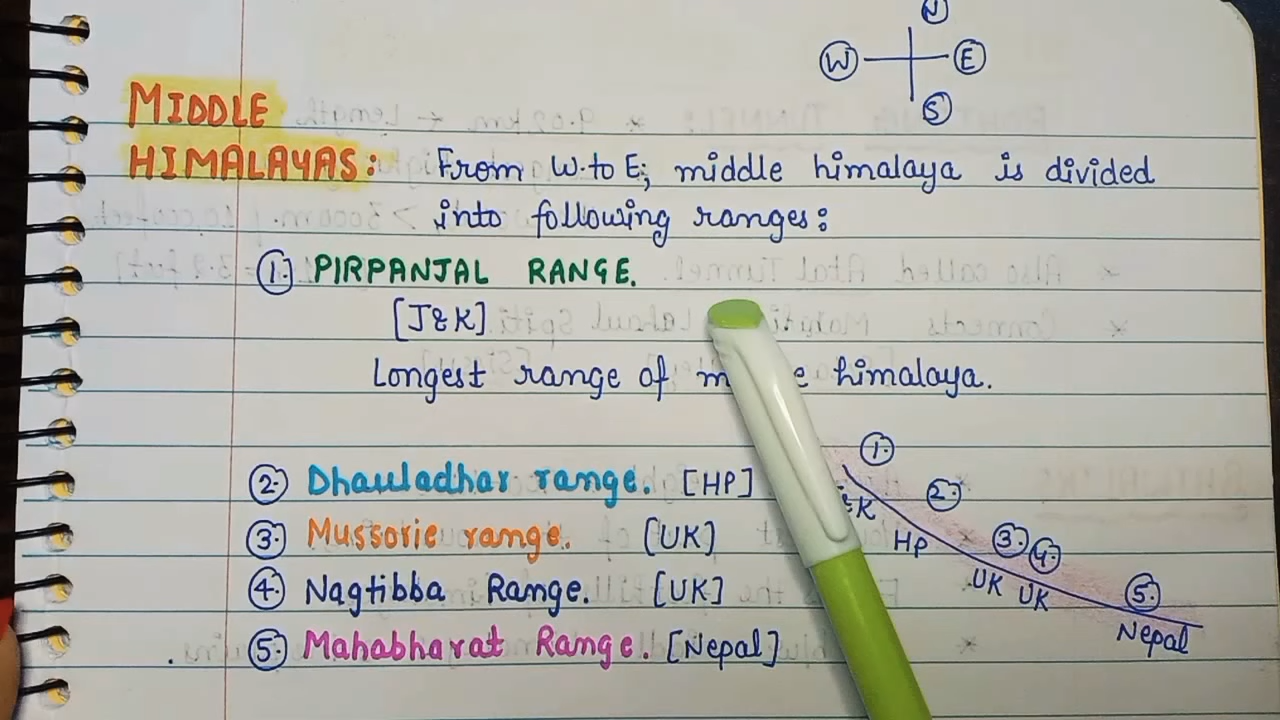 N
W E
S
MIDDLE
HIMALAYAS: From W.to E; middle himalaya is divided
into following ranges:
1. PIRPANJAL RANGE.
[J&K]
Longest range of himalaya.
2. Dhauladhar range. [HP]
3. Mussorie range. [UK]
4. Nagtibba Range. [UK]
5. Mahabharat Range. [Nepal]
1.
2.
HP
3. 4.
UK UK
5.
Nepal